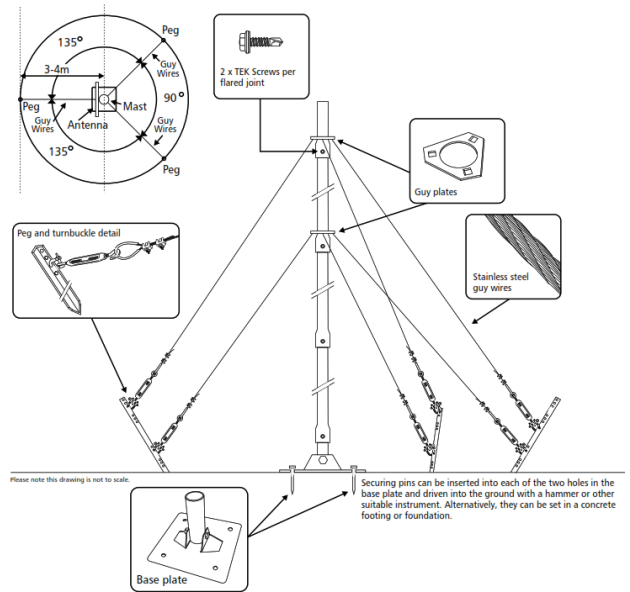 Peg
135°
3-4m
Guy
Wires
90°
Peg
Mast
Guy
Wires
Antenna
Guy
Wires
135°
Peg
2 x TEK Screws per
flared joint
Guy plates
Peg and turnbuckle detail
Stainless steel
guy wires
Please note this drawing is not to scale.
Securing pins can be inserted into each of the two holes in the
base plate and driven into the ground with a hammer or other
suitable instrument. Alternatively, they can be set in a concrete
footing or foundation.
Base plate